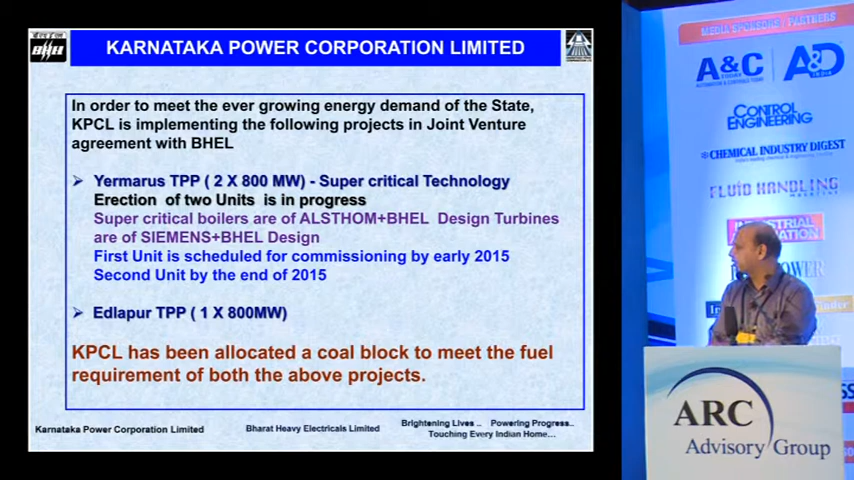 KARNATAKA POWER CORPORATION LIMITED
In order to meet the ever growing energy demand of the State,
KPCL is implementing the following projects in Joint Venture
agreement with BHEL
Yermarus TPP ( 2 X 800 MW) - Super critical Technology
Erection of two Units is in progress
Super critical boilers are of ALSTHOM+BHEL Design Turbines
are of SIEMENS+BHEL Design
First Unit is scheduled for commissioning by early 2015
Second Unit by the end of 2015
Edlapur TPP ( 1 X 800MW)
KPCL has been allocated a coal block to meet the fuel
requirement of both the above projects.
Karnataka Power Corporation Limited
Bharat Heavy Electricals Limited
Brightening Lives .. Powering Progress..
Touching Every Indian Home...
MEDIA SPONSORS / PARTNERS
A&C
A&D
INDIA
CONTROL
ENGINEERING
CHEMICAL INDUSTRY DIGEST
FLUID HANDLING
MAGAZINE
INDUSTRIAL
ARC
Advisory Group